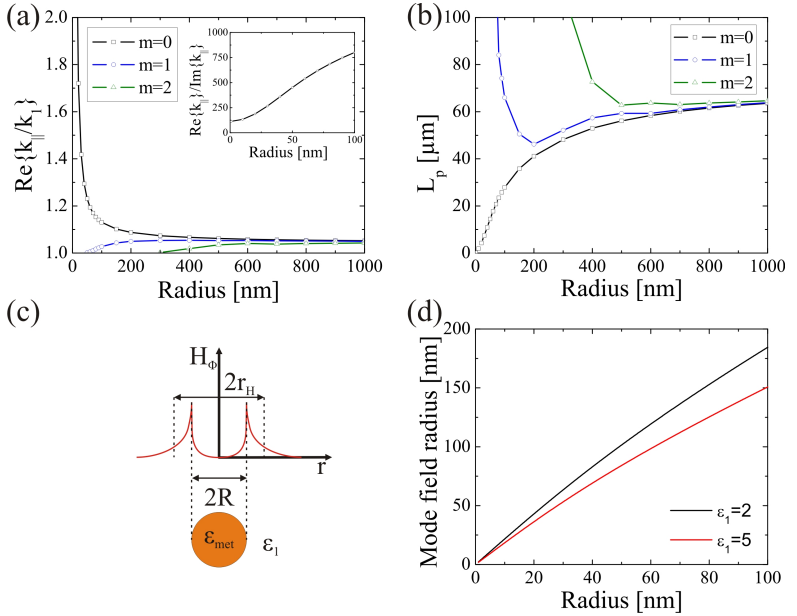 (a)
2.0
1.8
1.6
1.4
1.2
1.0
Re{k||/k1}
0 200 400 600 800 1000
Radius [nm]
m=0
m=1
m=2
1000
750
500
250
0
Re{k||}/Im{k||}
0 50 100
Radius [nm]
(b)
100
80
60
40
20
0
Lp [μm]
0 200 400 600 800 1000
Radius [nm]
m=0
m=1
m=2
(c)
HΦ
2rH
r
2R
εmet
ε1
(d)
200
150
100
50
0
Mode field radius [nm]
0 20 40 60 80 100
Radius [nm]
ε1=2
ε1=5